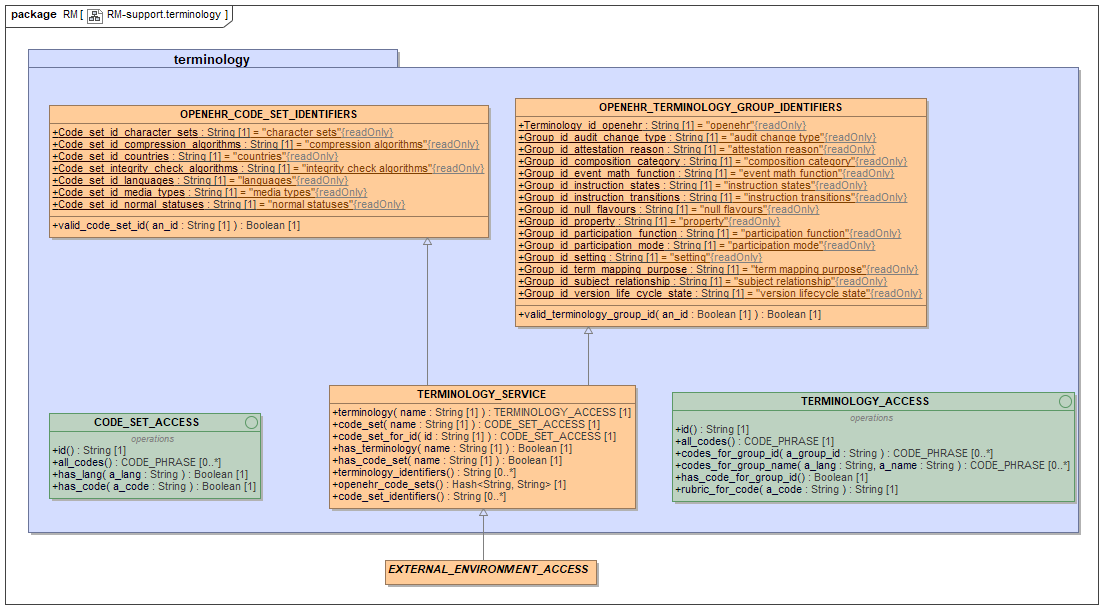 package RM [ RM-support.terminology ]
terminology
OPENEHR_CODE_SET_IDENTIFIERS
+Code_set_id_character_sets : String [1] = "character sets"{readOnly}
+Code_set_id_compression_algorithms : String [1] = "compression algorithms"{readOnly}
+Code_set_id_countries : String [1] = "countries"{readOnly}
+Code_set_integrity_check_algorithms : String [1] = "integrity check algorithms"{readOnly}
+Code_set_id_languages : String [1] = "languages"{readOnly}
+Code_set_id_media_types : String [1] = "media types"{readOnly}
+Code_set_id_normal_statuses : String [1] = "normal statuses"{readOnly}
+valid_code_set_id( an_id : String [1] ) : Boolean [1]
OPENEHR_TERMINOLOGY_GROUP_IDENTIFIERS
+Terminology_id_openehr : String [1] = "openehr"{readOnly}
+Group_id_audit_change_type : String [1] = "audit change type"{readOnly}
+Group_id_attestation_reason : String [1] = "attestation reason"{readOnly}
+Group_id_composition_category : String [1] = "composition category"{readOnly}
+Group_id_event_math_function : String [1] = "event math function"{readOnly}
+Group_id_instruction_states : String [1] = "instruction states"{readOnly}
+Group_id_instruction_transitions : String [1] = "instruction transitions"{readOnly}
+Group_id_null_flavours : String [1] = "null flavours"{readOnly}
+Group_id_property : String [1] = "property"{readOnly}
+Group_id_participation_function : String [1] = "participation function"{readOnly}
+Group_id_participation_mode : String [1] = "participation mode"{readOnly}
+Group_id_setting : String [1] = "setting"{readOnly}
+Group_id_term_mapping_purpose : String [1] = "term mapping purpose"{readOnly}
+Group_id_subject_relationship : String [1] = "subject relationship"{readOnly}
+Group_id_version_life_cycle_state : String [1] = "version lifecycle state"{readOnly}
+valid_terminology_group_id( an_id : Boolean [1] ) : Boolean [1]
CODE_SET_ACCESS
operations
+id() : String [1]
+all_codes() : CODE_PHRASE [0..*]
+has_lang( a_lang : String ) : Boolean [1]
+has_code( a_code : String ) : Boolean [1]
TERMINOLOGY_SERVICE
+terminology( name : String [1] ) : TERMINOLOGY_ACCESS [1]
+code_set( name : String [1] ) : CODE_SET_ACCESS [1]
+code_set_for_id( id : String [1] ) : CODE_SET_ACCESS [1]
+has_terminology( name : String [1] ) : Boolean [1]
+has_code_set( name : String [1] ) : Boolean [1]
+terminology_identifiers() : String [0..*]
+openehr_code_sets() : Hash<String, String> [1]
+code_set_identifiers() : String [0..*]
TERMINOLOGY_ACCESS
operations
+id() : String [1]
+all_codes() : CODE_PHRASE [1]
+codes_for_group_id( a_group_id : String ) : CODE_PHRASE [0..*]
+codes_for_group_name( a_lang : String, a_name : String ) : CODE_PHRASE [0..*]
+has_code_for_group_id() : Boolean [1]
+rubric_for_code( a_code : String ) : String [1]
EXTERNAL_ENVIRONMENT_ACCESS